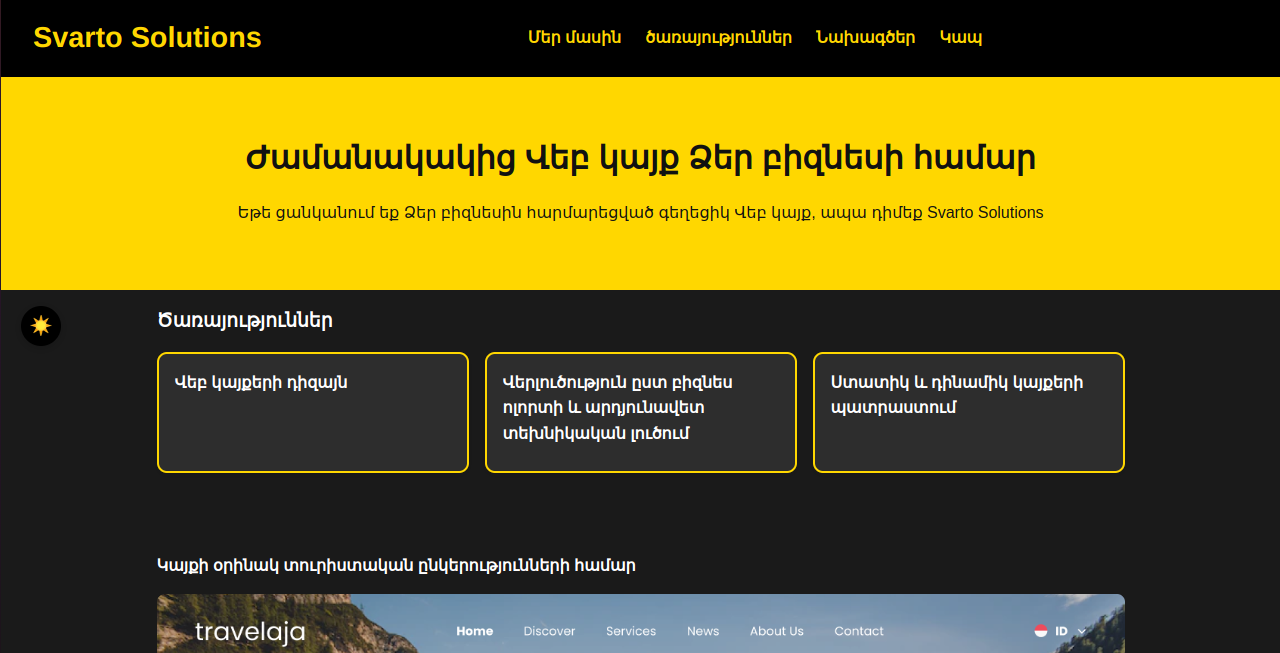 Svarto Solutions
Մեր մասին ծառայություններ Նախագծեր Կապ
Ժամանակակից Վեբ կայք Ձեր բիզնեսի համար
Եթե ցանկանում եք Ձեր բիզնեսին հարմարեցված գեղեցիկ Վեբ կայք, ապա դիմեք Svarto Solutions
Ծառայություններ
Վեբ կայքերի դիզայն
Վերլուծություն ըստ բիզնես
ոլորտի և արդյունավետ
տեխնիկական լուծում
Ստատիկ և դինամիկ կայքերի
պատրաստում
Կայքի օրինակ տուրիստական ընկերությունների համար
travelaja
Home Discover Services News About Us Contact
ID